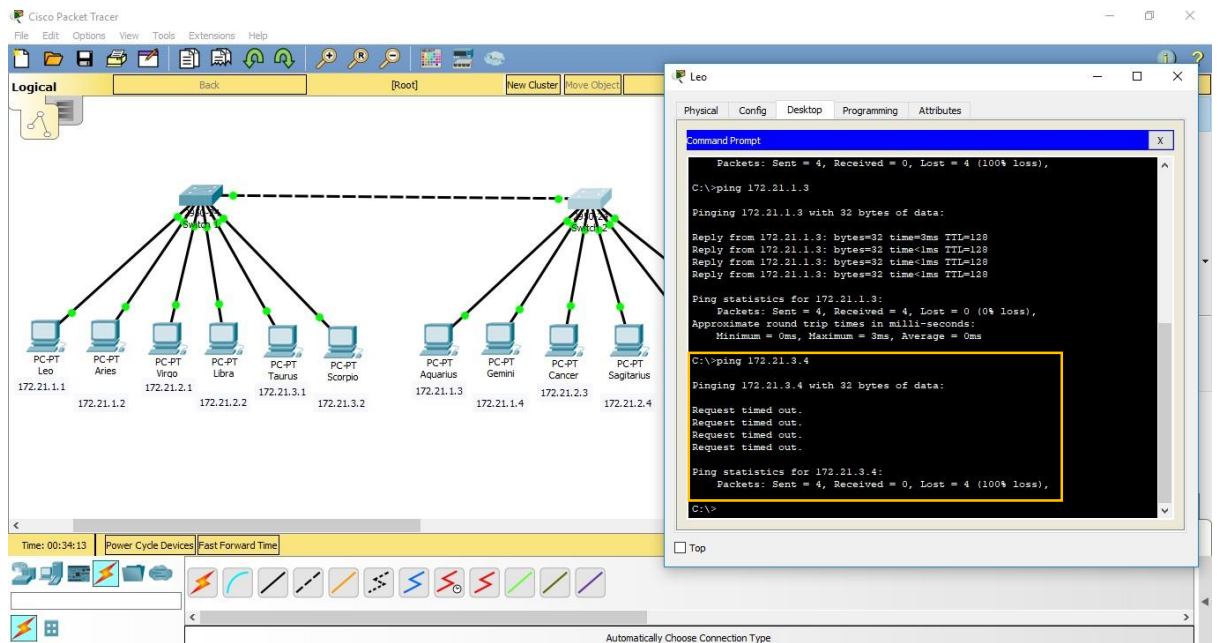 Cisco Packet Tracer
File Edit Options View Tools Extensions Help
Logical
Back
[Root]
New Cluster
Move Object
Switch 1
Switch 2
PC-PT
Leo
172.21.1.1
PC-PT
Aries
172.21.1.2
PC-PT
Virgo
172.21.2.1
PC-PT
Libra
172.21.2.2
PC-PT
Taurus
172.21.3.1
PC-PT
Scorpio
172.21.3.2
PC-PT
Aquarius
172.21.1.3
PC-PT
Gemini
172.21.1.4
PC-PT
Cancer
172.21.2.3
PC-PT
Sagitarius
172.21.2.4
Leo
Physical Config Desktop Programming Attributes
Command Prompt
X
Packets: Sent = 4, Received = 0, Lost = 4 (100% loss),
C:\>ping 172.21.1.3
Pinging 172.21.1.3 with 32 bytes of data:
Reply from 172.21.1.3: bytes=32 time=3ms TTL=128
Reply from 172.21.1.3: bytes=32 time<1ms TTL=128
Reply from 172.21.1.3: bytes=32 time<1ms TTL=128
Reply from 172.21.1.3: bytes=32 time<1ms TTL=128
Ping statistics for 172.21.1.3:
Packets: Sent = 4, Received = 4, Lost = 0 (0% loss),
Approximate round trip times in milli-seconds:
Minimum = 0ms, Maximum = 3ms, Average = 0ms
C:\>ping 172.21.3.4
Pinging 172.21.3.4 with 32 bytes of data:
Request timed out.
Request timed out.
Request timed out.
Request timed out.
Ping statistics for 172.21.3.4:
Packets: Sent = 4, Received = 0, Lost = 4 (100% loss),
C:\>
Top
Time: 00:34:13
Power Cycle Devices
Fast Forward Time
Automatically Choose Connection Type